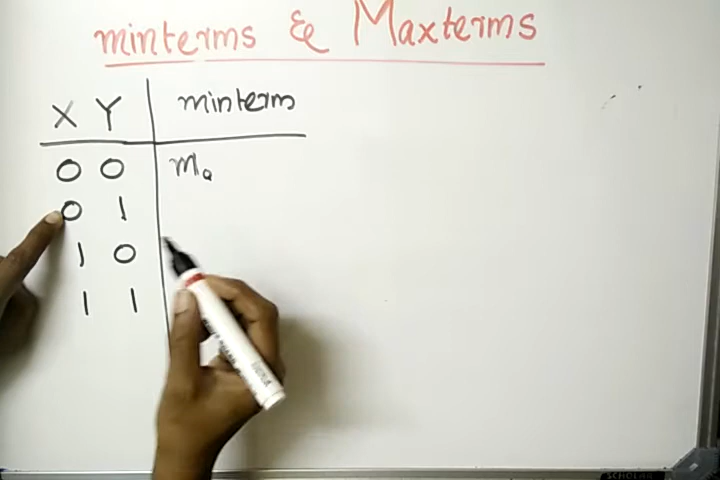 minterms & Maxterms
X Y minterm
0 0 m0
0 1
1 0
1 1